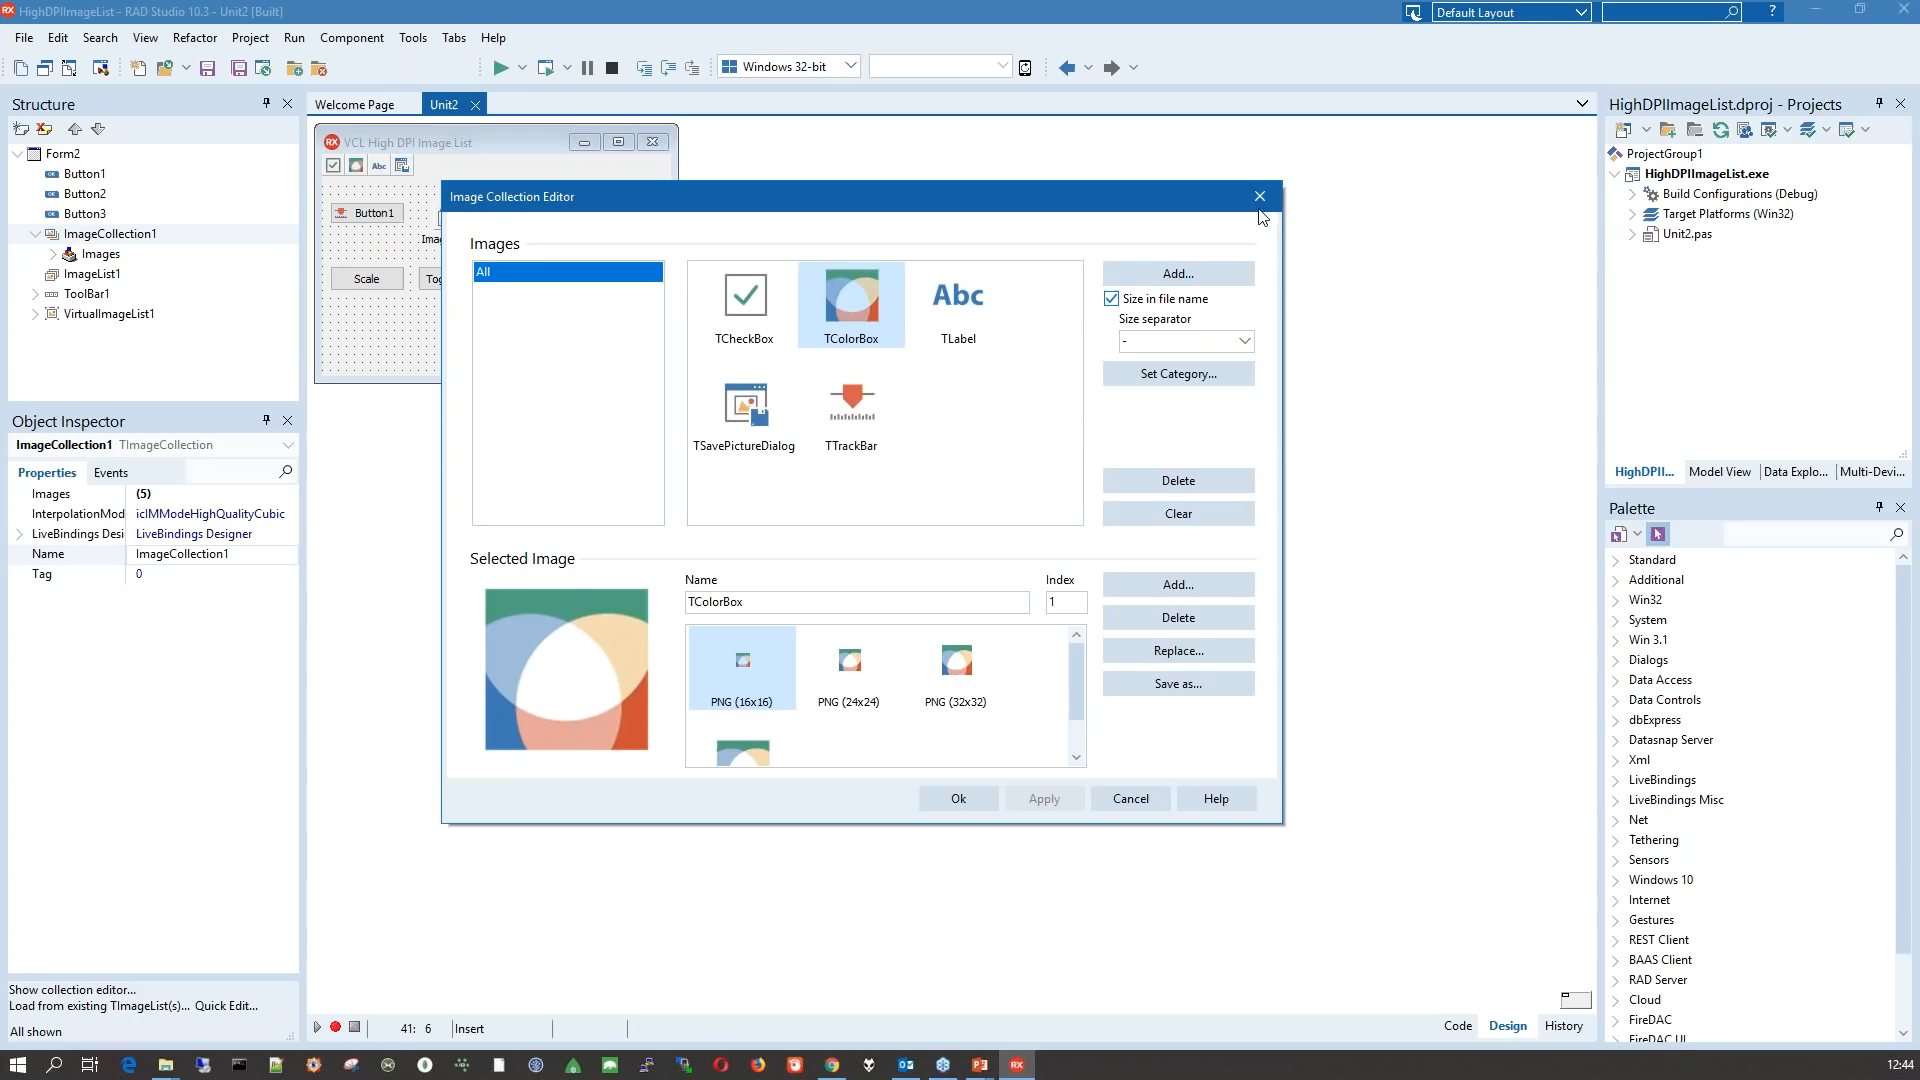 HighDPIImageList - RAD Studio 10.3 - Unit2 [Built]
Default Layout
?
File Edit Search View Refactor Project Run Component Tools Tabs Help
Windows 32-bit
Structure
Form2
Button1
Button2
Button3
ImageCollection1
Images
ImageList1
ToolBar1
VirtualImageList1
Object Inspector
ImageCollection1 TImageCollection
Properties Events
Images (5)
InterpolationMod icIMModeHighQualityCubic
LiveBindings Desi LiveBindings Designer
Name ImageCollection1
Tag 0
Show collection editor...
Load from existing TImageList(s)... Quick Edit...
All shown
Welcome Page Unit2
VCL High DPI Image List
Abc
Button1
Imag
Scale Tog
Image Collection Editor
Images
All
TCheckBox
TColorBox
Abc
TLabel
TSavePictureDialog
TTrackBar
Add...
Size in file name
Size separator
-
Set Category...
Delete
Clear
Selected Image
Name
TColorBox
Index
1
PNG (16x16) PNG (24x24) PNG (32x32)
Add...
Delete
Replace...
Save as...
Ok Apply Cancel Help
41: 6 Insert
Code Design History
HighDPIImageList.dproj - Projects
ProjectGroup1
HighDPIImageList.exe
Build Configurations (Debug)
Target Platforms (Win32)
Unit2.pas
HighDPII... Model View Data Explo... Multi-Devi...
Palette
Standard
Additional
Win32
System
Win 3.1
Dialogs
Data Access
Data Controls
dbExpress
Datasnap Server
Xml
LiveBindings
LiveBindings Misc
Net
Tethering
Sensors
Windows 10
Internet
Gestures
REST Client
BAAS Client
RAD Server
Cloud
FireDAC
FireDAC UI
12:44